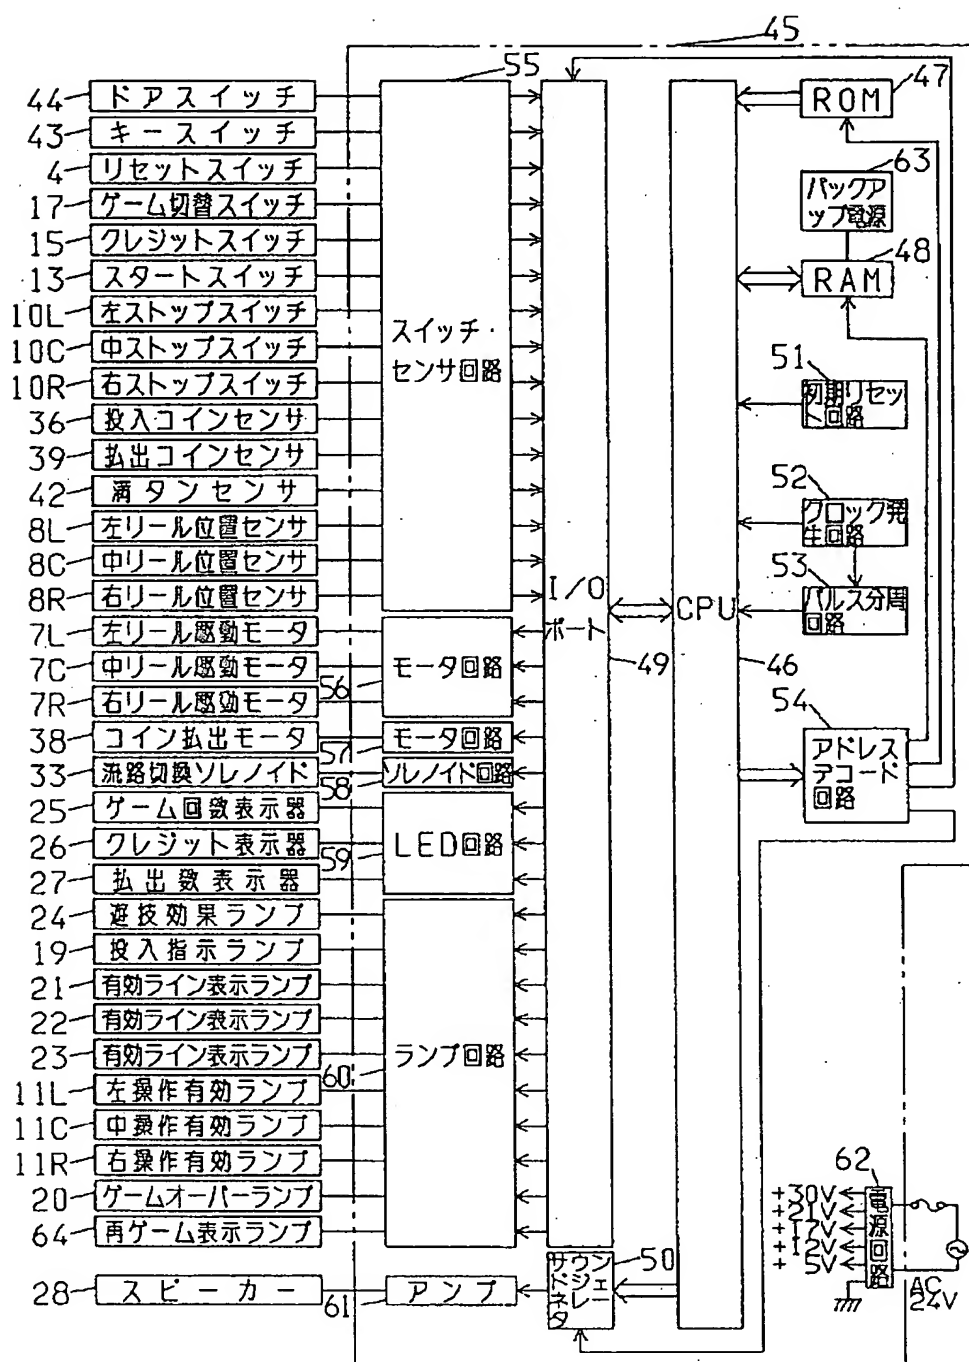 45
55
44 ドアスイッチ
43 キースイッチ
4 リセットスイッチ
17 ゲーム切替スイッチ
15 クレジットスイッチ
13 スタートスイッチ
10L 左ストップスイッチ
10C 中ストップスイッチ
10R 右ストップスイッチ
36 投入コインセンサ
39 払出コインセンサ
42 満タンセンサ
8L 左リール位置センサ
8C 中リール位置センサ
8R 右リール位置センサ
7L 左リール駆動モータ
7C 中リール駆動モータ
7R 右リール駆動モータ
38 コイン払出モータ
33 流路切換ソレノイド
25 ゲーム回数表示器
26 クレジット表示器
27 払出数表示器
24 遊技効果ランプ
19 投入指示ランプ
21 有効ライン表示ランプ
22 有効ライン表示ランプ
23 有効ライン表示ランプ
11L 左操作有効ランプ
11C 中操作有効ランプ
11R 右操作有効ランプ
20 ゲームオーバーランプ
64 再ゲーム表示ランプ
28 スピーカー
スイッチ・
センサ回路
56 モータ回路
57 モータ回路
58 ソレノイド回路
59 LED回路
60 ランプ回路
61 アンプ
I/O
ポート
49
サウンド
ジェネ
レータ
50
CPU
46
ROM
47
63
バックア
ップ電源
RAM
48
51
初期リセッ
ト回路
52
クロック発
生回路
53
パルス分周
回路
54
アドレス
デコード
回路
62
電源回路
+30V
+21V
+17V
+12V
+5V
AC
24V